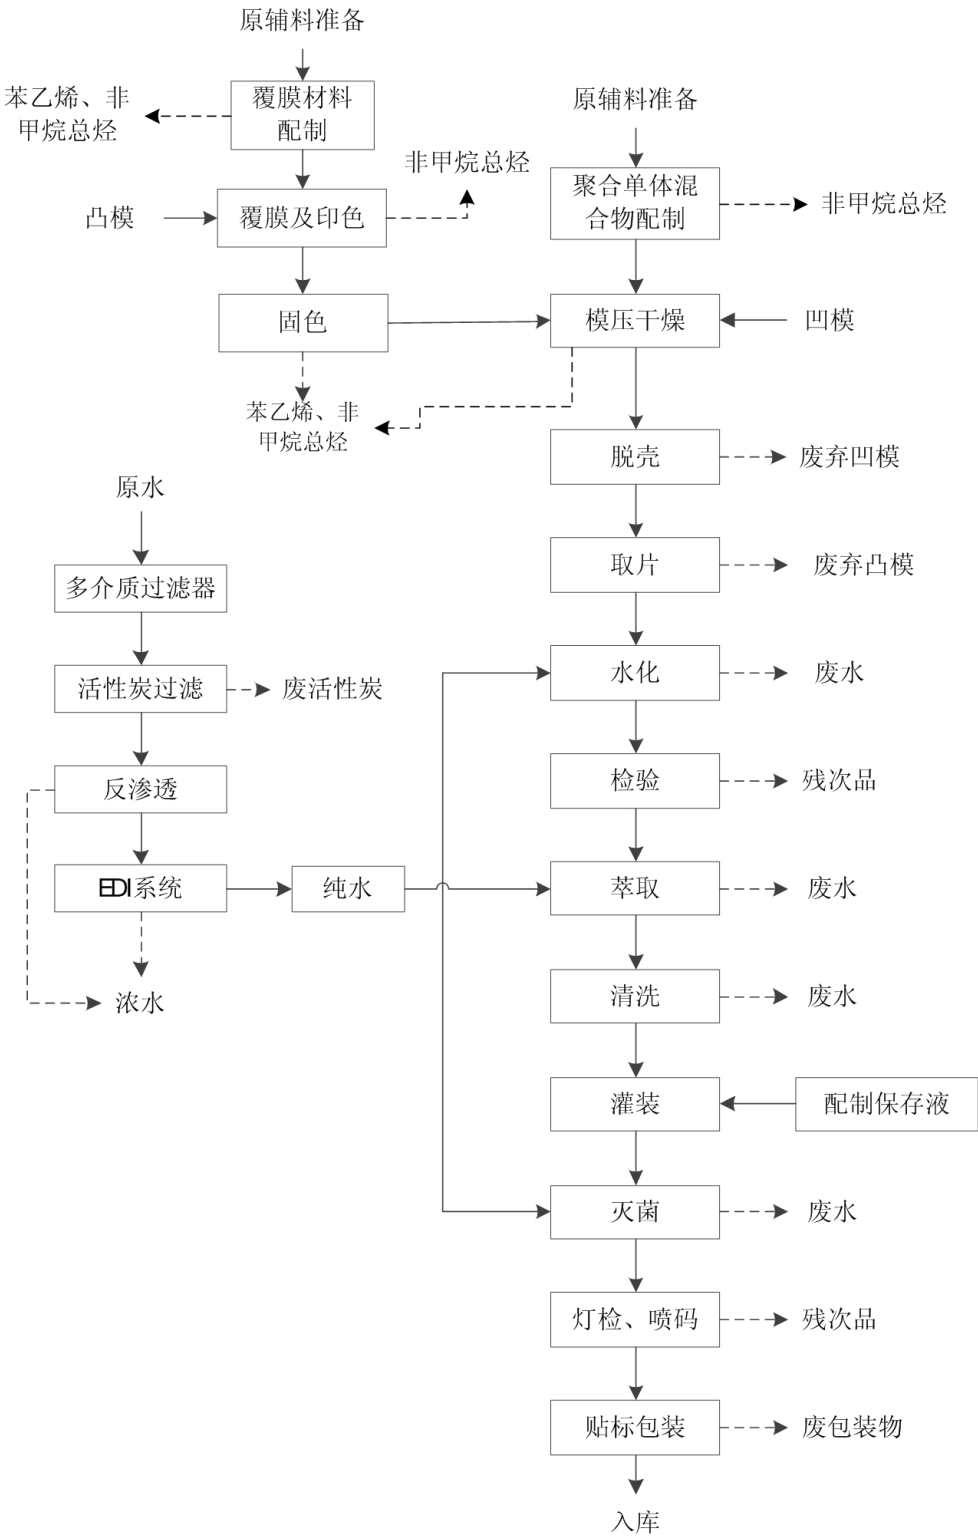 原辅料准备
苯乙烯、非
甲烷总烃
覆膜材料
配制
原辅料准备
非甲烷总烃
聚合单体混
合物配制
非甲烷总烃
凸模
覆膜及印色
固色
模压干燥
凹模
苯乙烯、非
甲烷总烃
脱壳
废弃凹模
原水
取片
废弃凸模
多介质过滤器
水化
废水
活性炭过滤
废活性炭
检验
残次品
反渗透
EDI系统
纯水
萃取
废水
浓水
清洗
废水
灌装
配制保存液
灭菌
废水
灯检、喷码
残次品
贴标包装
废包装物
入库